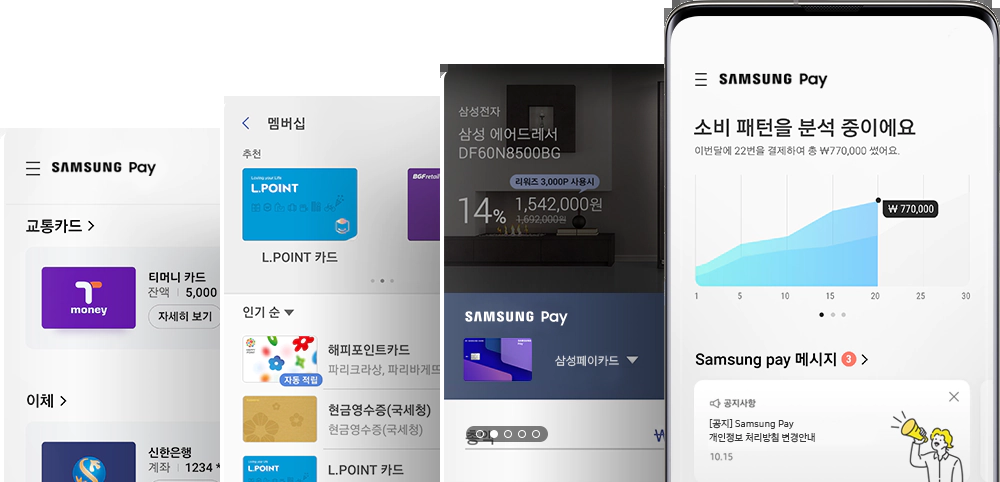 SAMSUNG Pay
교통카드 >
T
money
티머니 카드
잔액 | 5,000
자세히 보기
이체 >
신한은행
계좌 | 1234 *
< 멤버십
추천
Loving your Life
L.POINT
BGFretail
L.POINT 카드
인기 순 ▼
해피포인트카드
파리크라상, 파리바게뜨
자동 적립
현금영수증(국세청)
현금영수증(국세청)
L.POINT
L.POINT 카드
삼성전자
삼성 에어드레서
DF60N8500BG
리워즈 3,000P 사용시
14% 1,542,000원
1,692,000원
SAMSUNG Pay
SAMSUNG
Pay
삼성페이카드 ▼
₩
SAMSUNG Pay
소비 패턴을 분석 중이에요
이번달에 22번을 결제하여 총 ₩770,000 썼어요.
₩ 770,000
1 5 10 15 20 25 30
Samsung pay 메시지 3 >
공지사항
[공지] Samsung Pay
개인정보 처리방침 변경안내
10.15